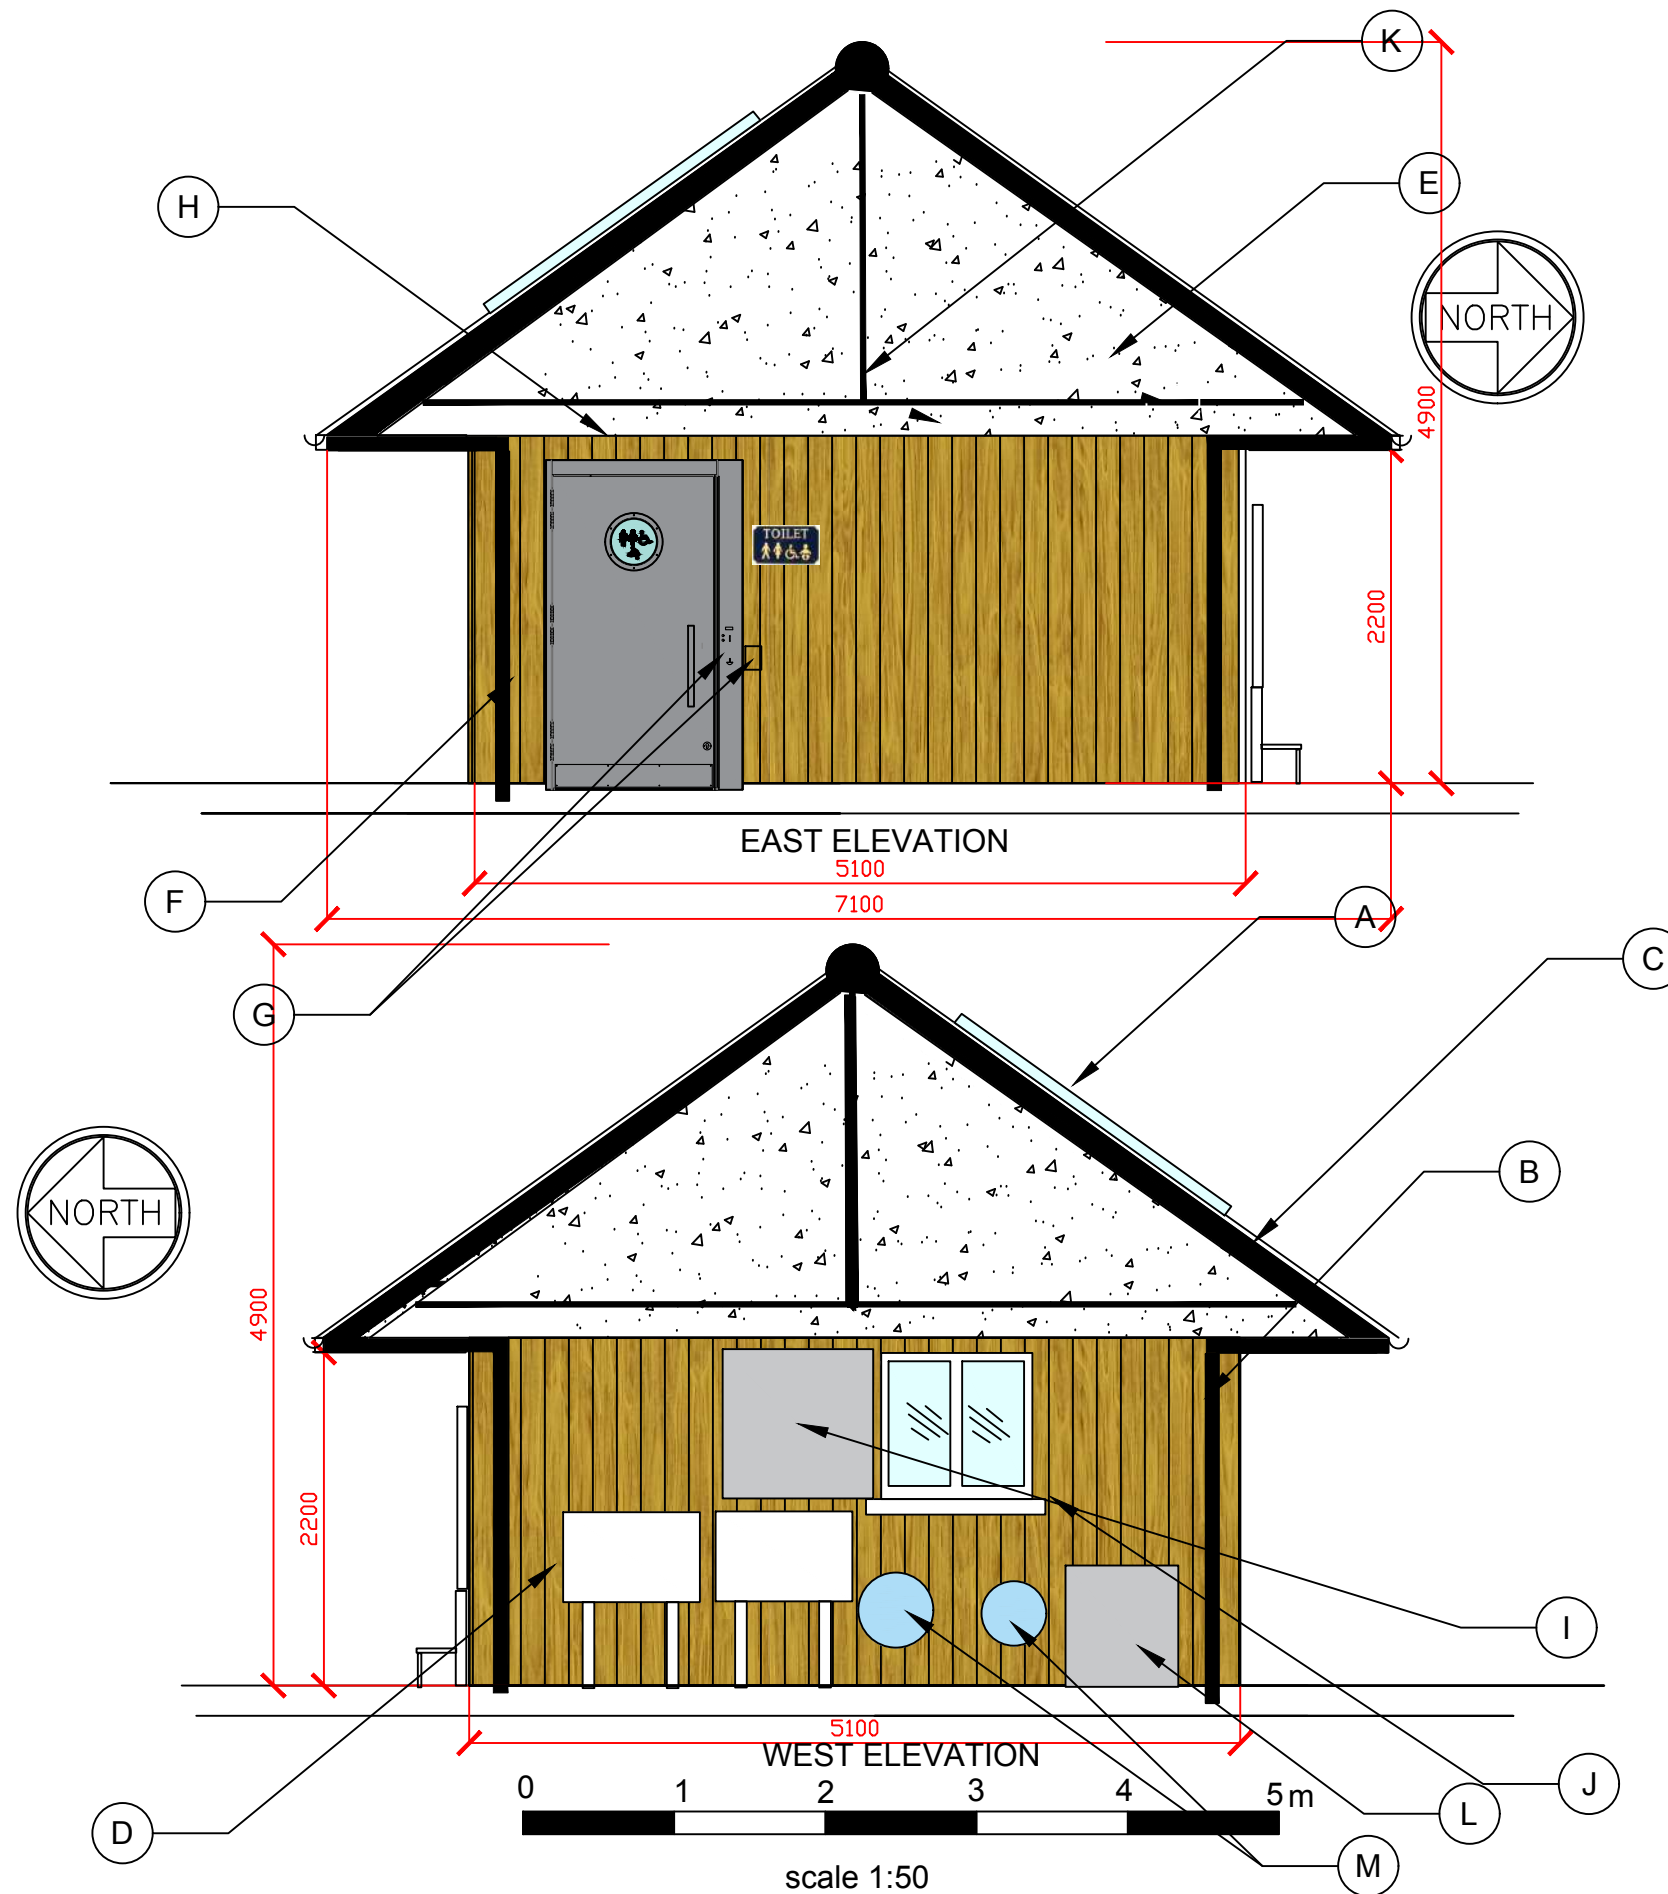 K
E
H
NORTH
4900
TOILET
2200
EAST ELEVATION
5100
7100
F
A
C
G
B
NORTH
4900
2200
I
5100
WEST ELEVATION
J
L
D
M
0 1 2 3 4 5 m
scale 1:50